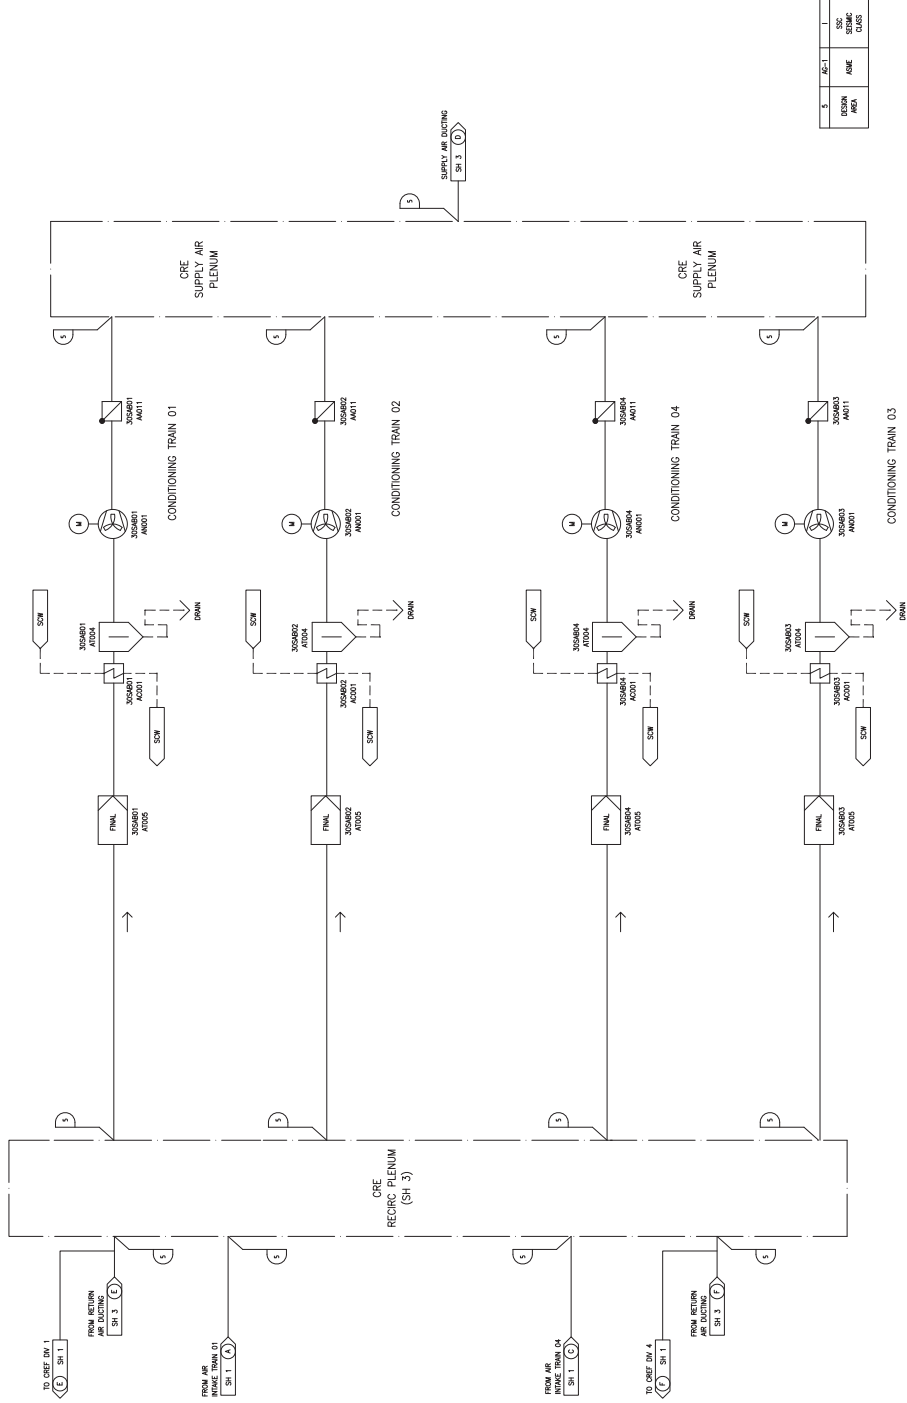 TO CREF DIV 1
E SH 1
FROM RETURN
AIR DUCTING
SH 3 E
5
FROM AIR
INTAKE TRAIN 01
SH 1 A
5
FROM AIR
INTAKE TRAIN 04
SH 1 C
5
TO CREF DIV 4
F SH 1
FROM RETURN
AIR DUCTING
SH 3 F
5
CRE
RECIRC PLENUM
(SH 3)
5
FINAL
30SAB01
AT005
SCW
SCW
30SAB01
AC001
30SAB01
AT004
DRAIN
M
30SAB01
AN001
30SAB01
AA011
5
CONDITIONING TRAIN 01
5
FINAL
30SAB02
AT005
SCW
SCW
30SAB02
AC001
30SAB02
AT004
DRAIN
M
30SAB02
AN001
30SAB02
AA011
5
CONDITIONING TRAIN 02
5
FINAL
30SAB04
AT005
SCW
SCW
30SAB04
AC001
30SAB04
AT004
DRAIN
M
30SAB04
AN001
30SAB04
AA011
5
CONDITIONING TRAIN 04
5
FINAL
30SAB03
AT005
SCW
SCW
30SAB03
AC001
30SAB03
AT004
DRAIN
M
30SAB03
AN001
30SAB03
AA011
5
CONDITIONING TRAIN 03
CRE
SUPPLY AIR
PLENUM
CRE
SUPPLY AIR
PLENUM
5
SUPPLY AIR DUCTING
SH 3 D
5 AG-1 I
DESIGN
AREA
ASME
SSC
SEISMIC
CLASS